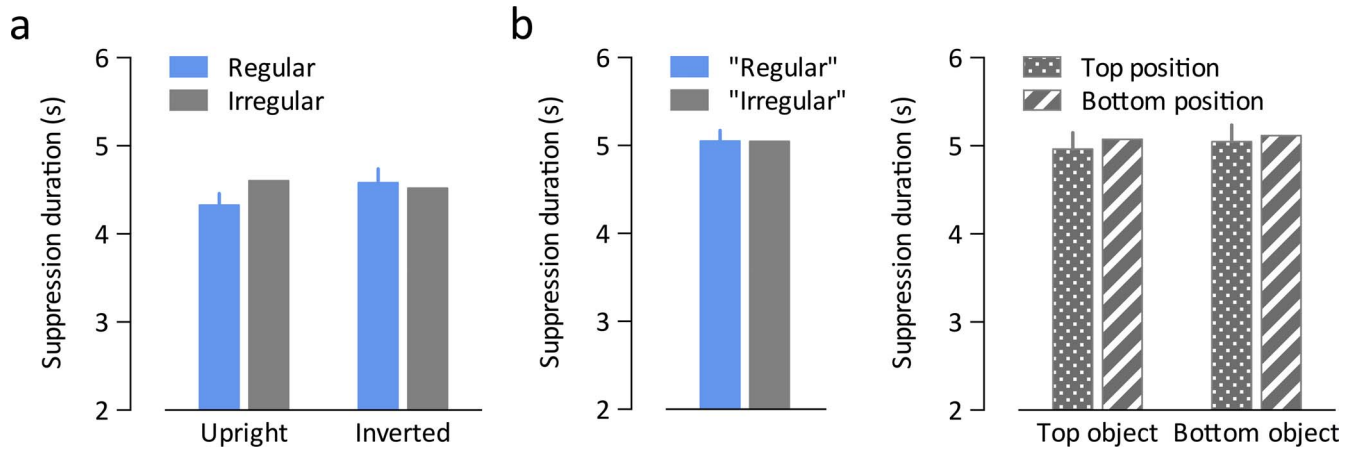 a
Suppression duration (s)
6
5
4
3
2
Regular
Irregular
Upright
Inverted
b
Suppression duration (s)
6
5
4
3
2
"Regular"
"Irregular"
Suppression duration (s)
6
5
4
3
2
Top position
Bottom position
Top object
Bottom object